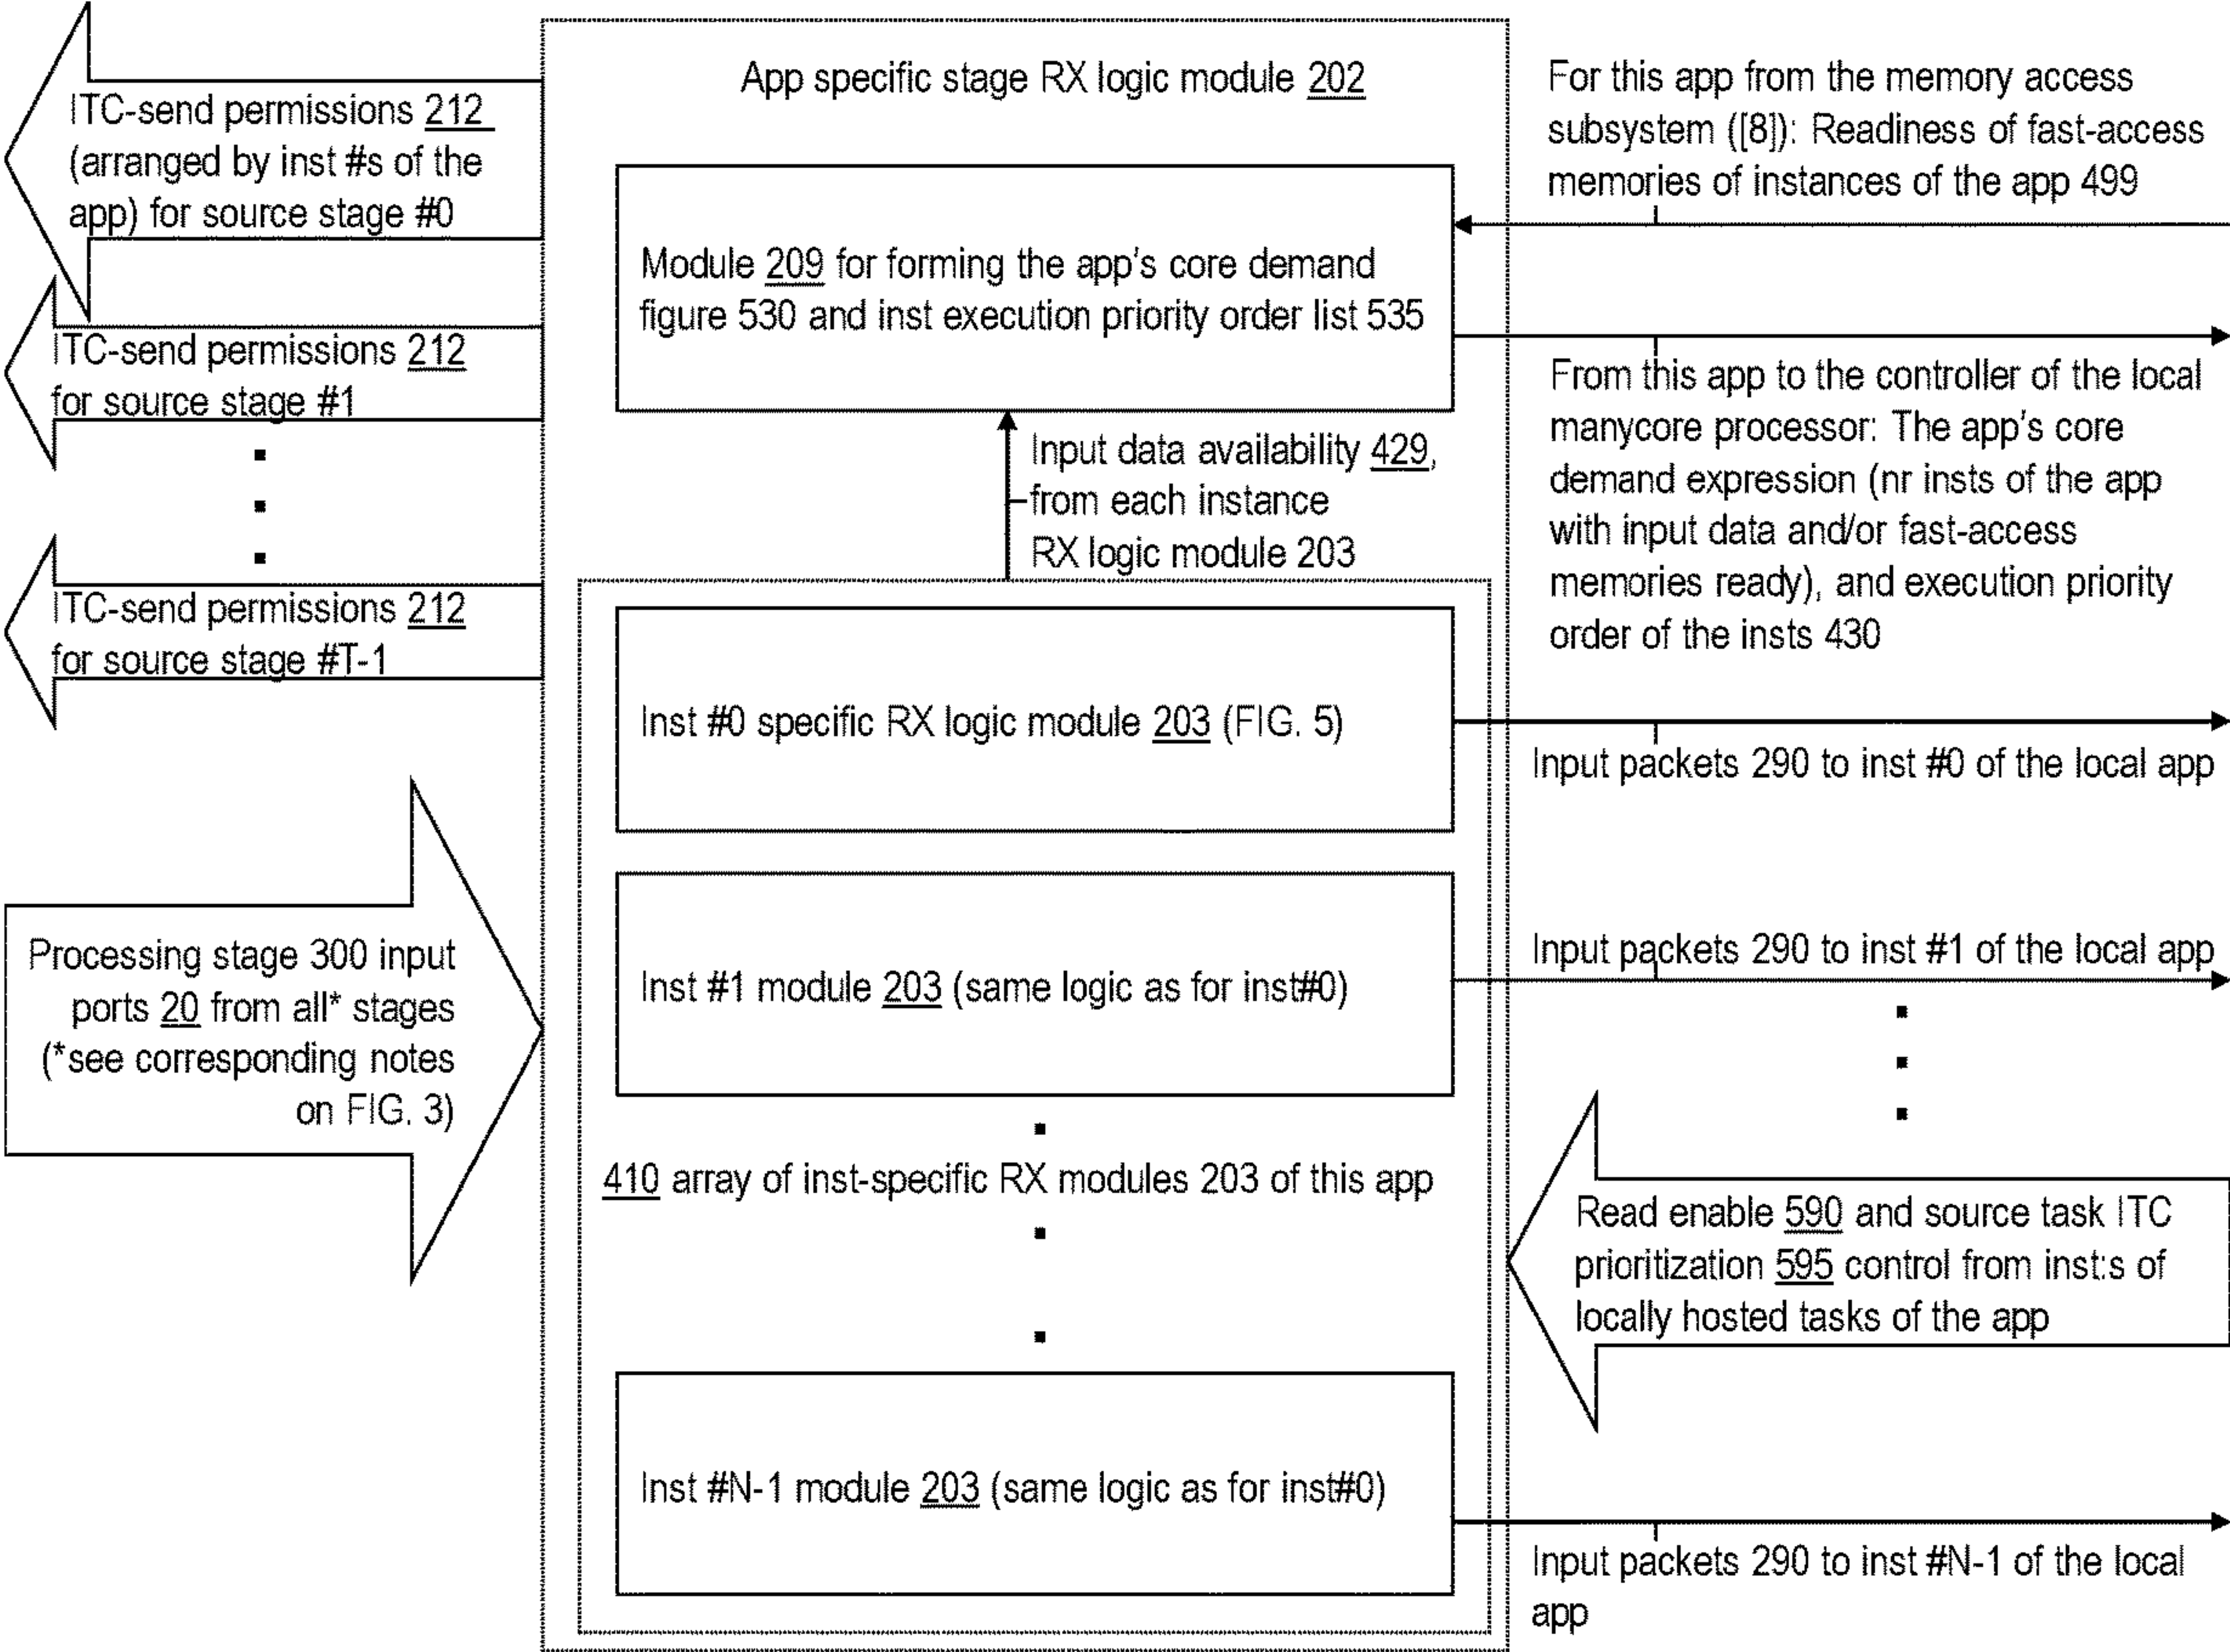 App specific stage RX logic module 202
ITC-send permissions 212
(arranged by inst #s of the
app) for source stage #0
ITC-send permissions 212
for source stage #1
ITC-send permissions 212
for source stage #T-1
Processing stage 300 input
ports 20 from all* stages
(*see corresponding notes
on FIG. 3)
Module 209 for forming the app's core demand
figure 530 and inst execution priority order list 535
Input data availability 429,
from each instance
RX logic module 203
Inst #0 specific RX logic module 203 (FIG. 5)
Inst #1 module 203 (same logic as for inst#0)
410 array of inst-specific RX modules 203 of this app
Inst #N-1 module 203 (same logic as for inst#0)
For this app from the memory access
subsystem ([8]): Readiness of fast-access
memories of instances of the app 499
From this app to the controller of the local
manycore processor: The app's core
demand expression (nr insts of the app
with input data and/or fast-access
memories ready), and execution priority
order of the insts 430
Input packets 290 to inst #0 of the local app
Input packets 290 to inst #1 of the local app
Read enable 590 and source task ITC
prioritization 595 control from inst:s of
locally hosted tasks of the app
Input packets 290 to inst #N-1 of the local
app